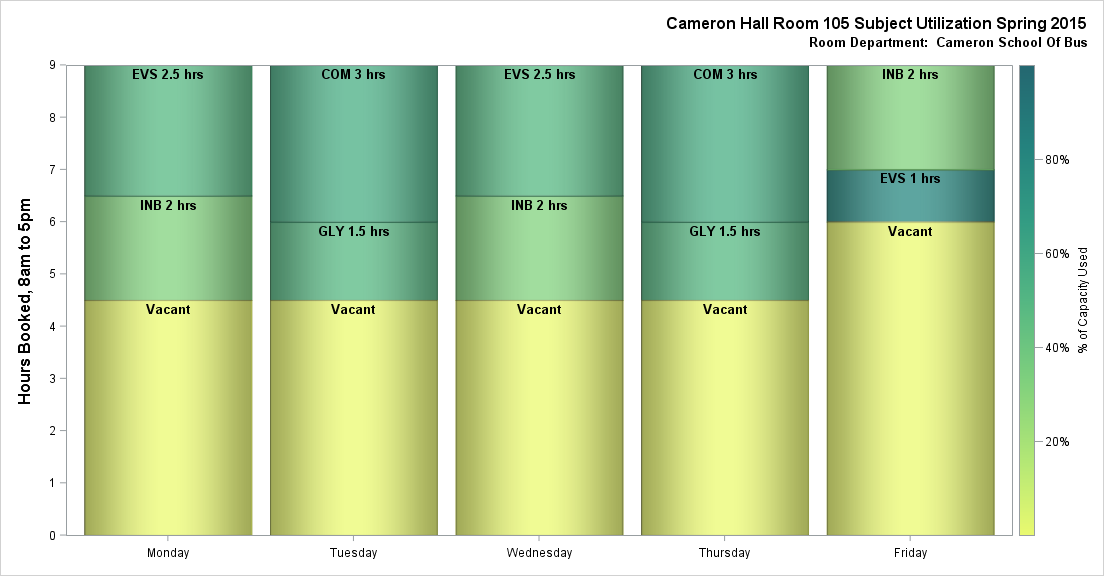 Cameron Hall Room 105 Subject Utilization Spring 2015
Room Department:  Cameron School Of Bus
Hours Booked, 8am to 5pm
9
8
7
6
5
4
3
2
1
0
EVS 2.5 hrs
INB 2 hrs
Vacant
COM 3 hrs
GLY 1.5 hrs
Vacant
EVS 2.5 hrs
INB 2 hrs
Vacant
COM 3 hrs
GLY 1.5 hrs
Vacant
INB 2 hrs
EVS 1 hrs
Vacant
Monday
Tuesday
Wednesday
Thursday
Friday
80%
60%
40%
20%
% of Capacity Used